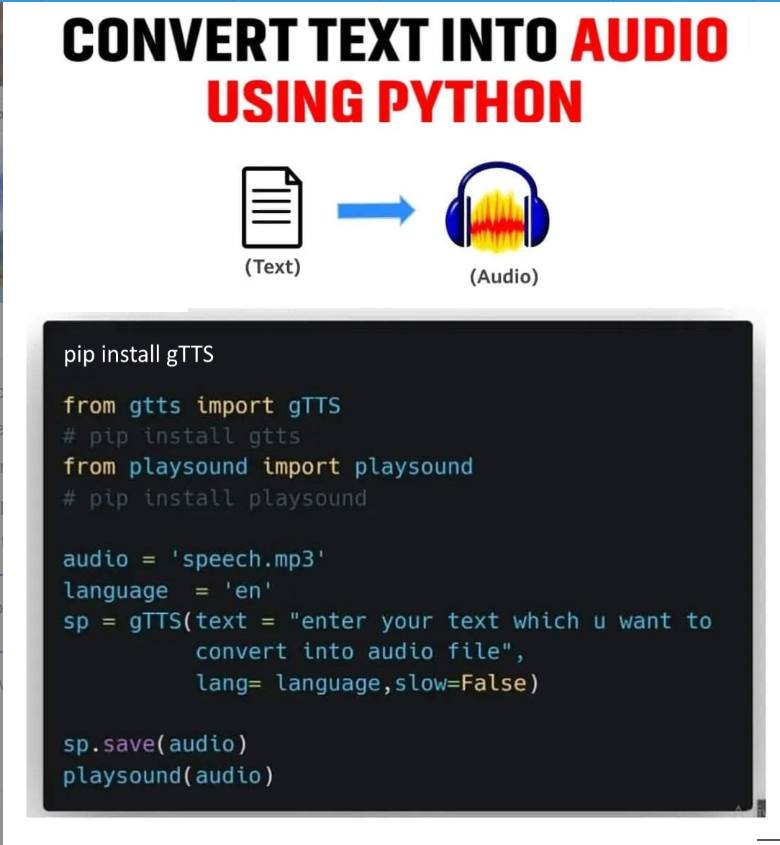 CONVERT TEXT INTO AUDIO
USING PYTHON
(Text)
(Audio)
pip install gTTS
from gtts import gTTS
# pip install gtts
from playsound import playsound
# pip install playsound
audio = 'speech.mp3'
language  = 'en'
sp = gTTS(text = "enter your text which u want to
convert into audio file",
lang= language,slow=False)
sp.save(audio)
playsound(audio)